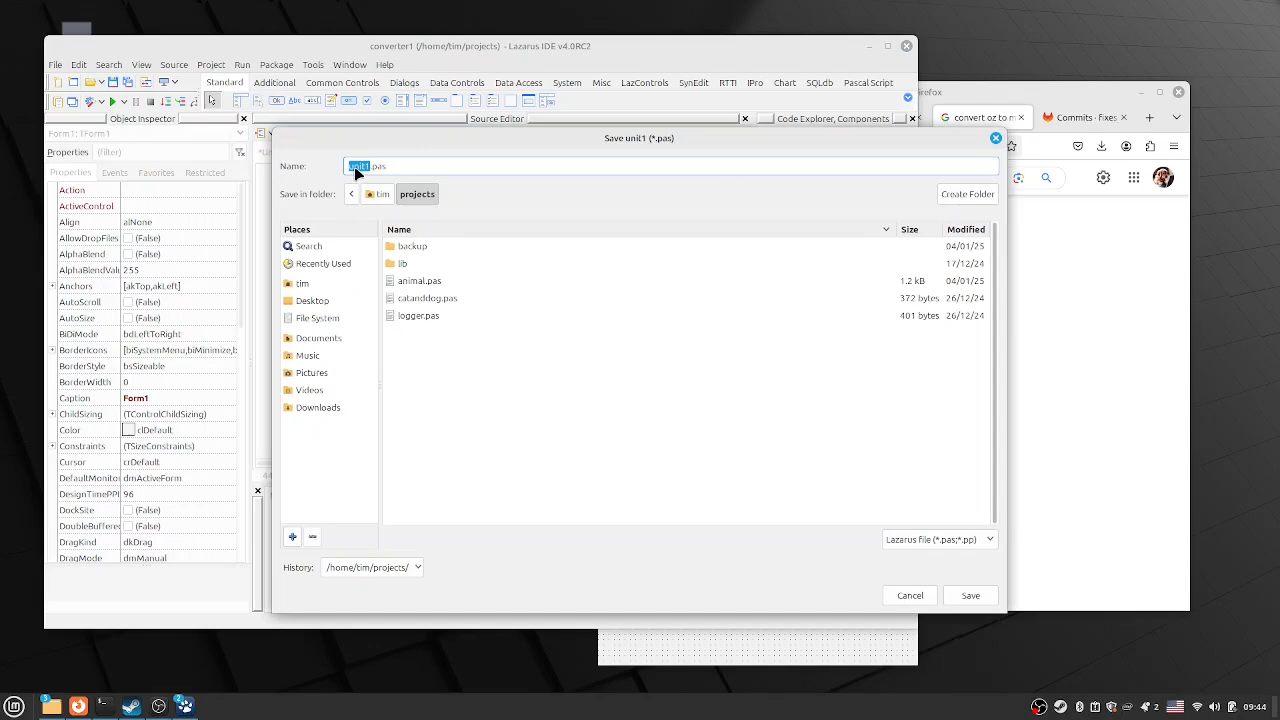 converter1 (/home/tim/projects) - Lazarus IDE v4.0RC2
File Edit Search View Source Project Run Package Tools Window Help
Standard Additional Common Controls Dialogs Data Controls Data Access System Misc LazControls SynEdit RTTI Chart SQLdb Pascal Script
Object Inspector
Source Editor
Code Explorer, Components
Form1: TForm1
Properties (filter)
Properties Events Favorites Restricted
Action
ActiveControl
Align alNone
AllowDropFiles (False)
AlphaBlend (False)
AlphaBlendValu 255
Anchors [akTop,akLeft]
AutoScroll (False)
AutoSize (False)
BiDiMode bdLeftToRight
BorderIcons [biSystemMenu,biMinimize,b
BorderStyle bsSizeable
BorderWidth 0
Caption Form1
ChildSizing (TControlChildSizing)
Color clDefault
Constraints (TSizeConstraints)
Cursor crDefault
DefaultMonitor dmActiveForm
DesignTimePPI 96
DockSite (False)
DoubleBuffered (False)
DragKind dkDrag
DragMode dmManual
Save unit1 (*.pas)
Name: unit1.pas
Save in folder: tim projects
Create Folder
Places
Search
Recently Used
tim
Desktop
File System
Documents
Music
Pictures
Videos
Downloads
Name Size Modified
backup 04/01/25
lib 17/12/24
animal.pas 1.2 kB 04/01/25
catanddog.pas 372 bytes 26/12/24
logger.pas 401 bytes 26/12/24
Lazarus file (*.pas;*.pp)
History: /home/tim/projects/
Cancel Save
irefox
convert oz to m
Commits · fixes
3
2
2
09:44